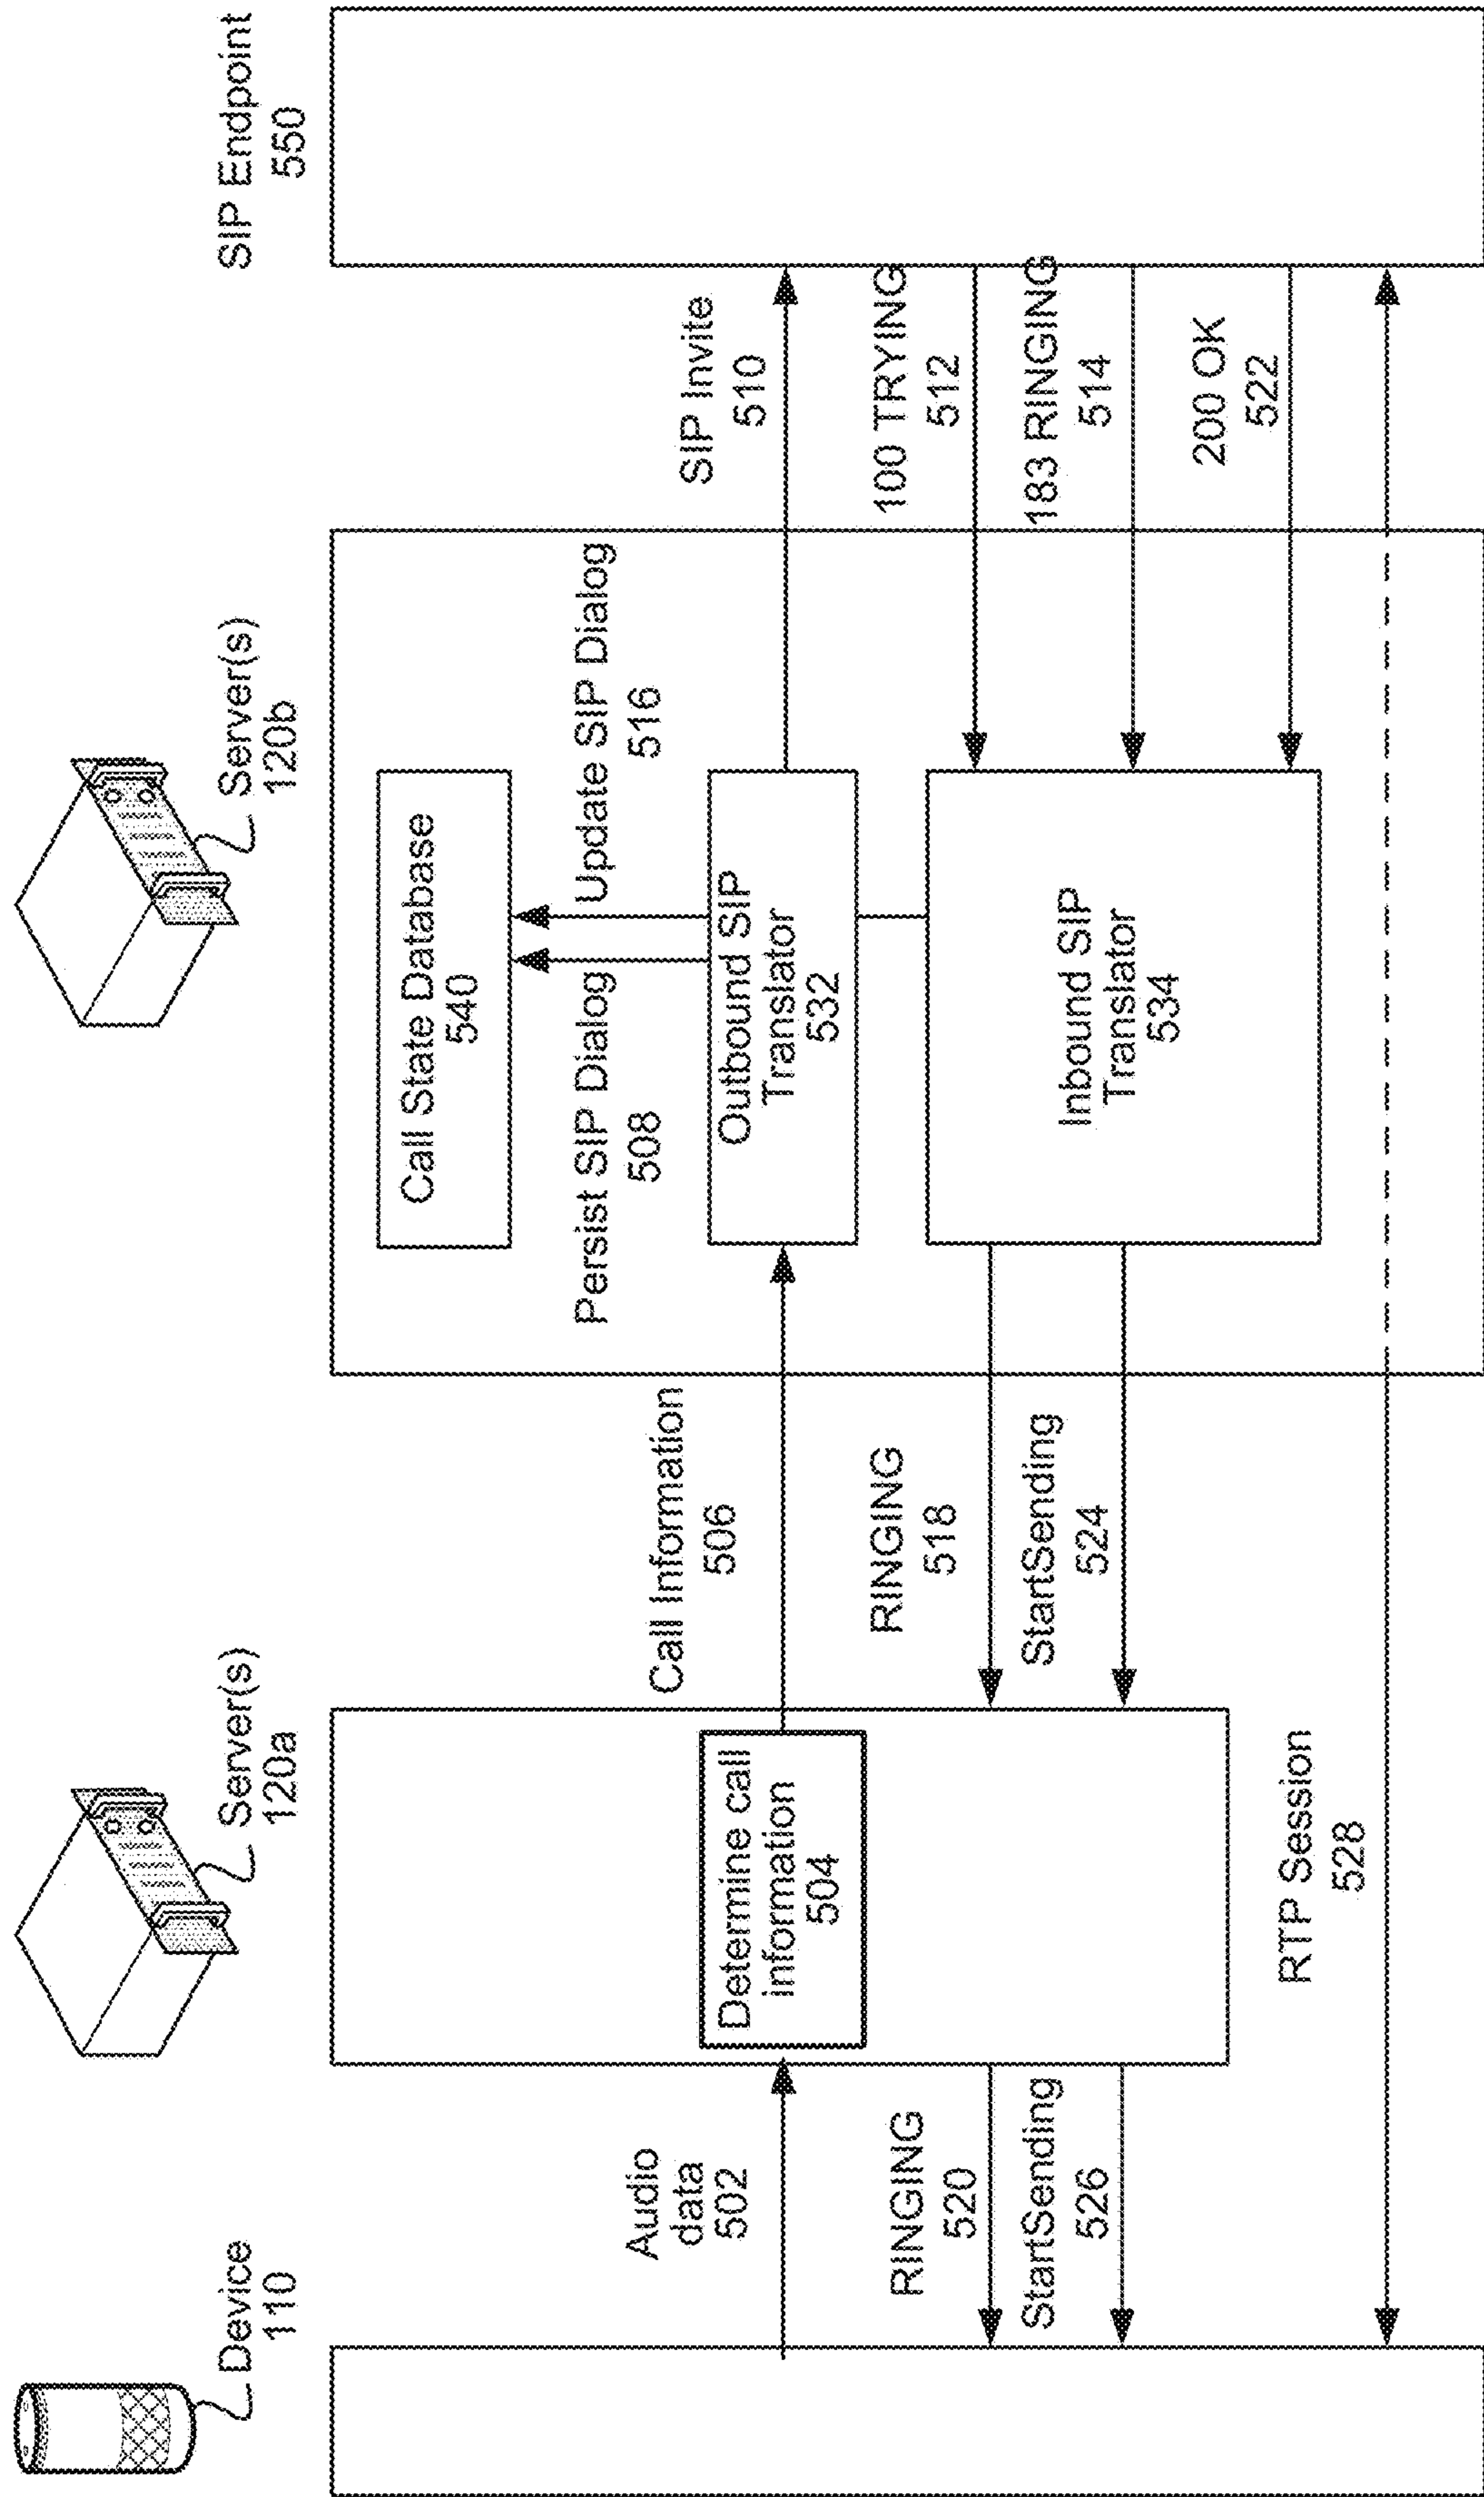 Device
110
Server(s)
120a
Server(s)
120b
SIP Endpoint
550
Call State Database
540
Persist SIP Dialog
508
Update SIP Dialog
516
Audio
data
502
Determine call
information
504
Call Information
506
Outbound SIP
Translator
532
SIP Invite
510
RINGING
520
RINGING
518
100 TRYING
512
StartSending
526
StartSending
524
Inbound SIP
Translator
534
183 RINGING
514
200 OK
522
RTP Session
528